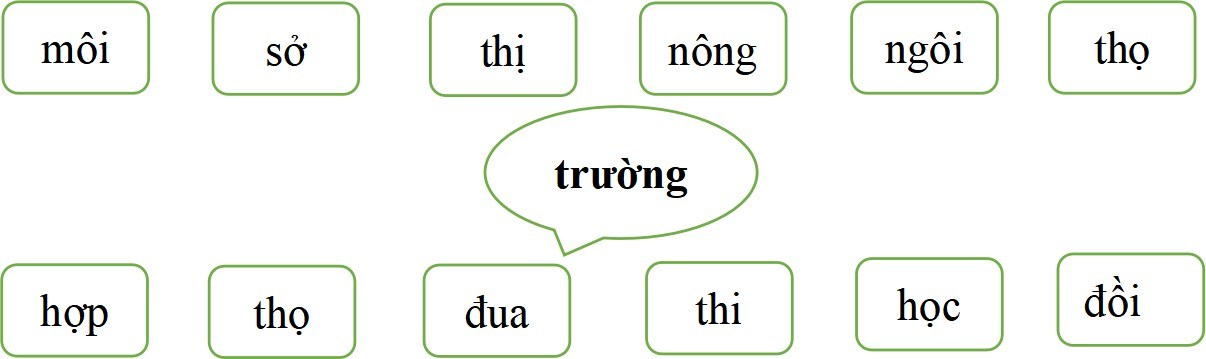 môi sở thị nông ngôi thọ
trường
hợp thọ đua thi học đồi